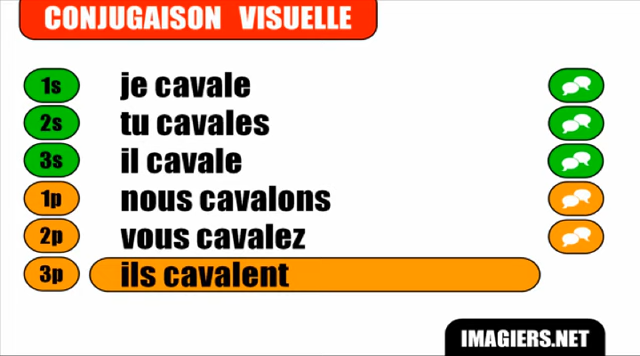 CONJUGAISON VISUELLE
1s je cavale
2s tu cavales
3s il cavale
1p nous cavalons
2p vous cavalez
3p ils cavalent
IMAGIERS.NET